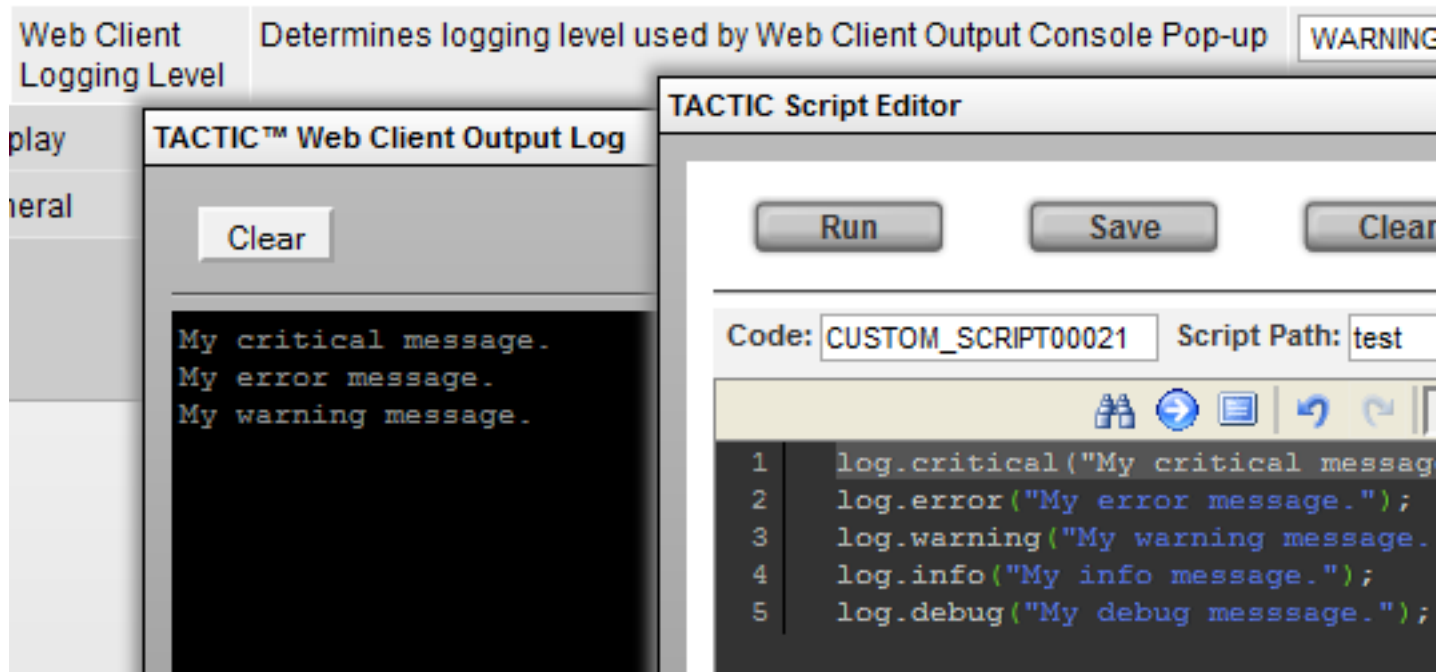 Web Client Determines logging level used by Web Client Output Console Pop-up WARNING
Logging Level
play
neral
TACTIC™ Web Client Output Log
Clear
My critical message.
My error message.
My warning message.
TACTIC Script Editor
Run Save Clear
Code: CUSTOM_SCRIPT00021 Script Path: test
1 log.critical("My critical messag
2 log.error("My error message.");
3 log.warning("My warning message.
4 log.info("My info message.");
5 log.debug("My debug messsage.");